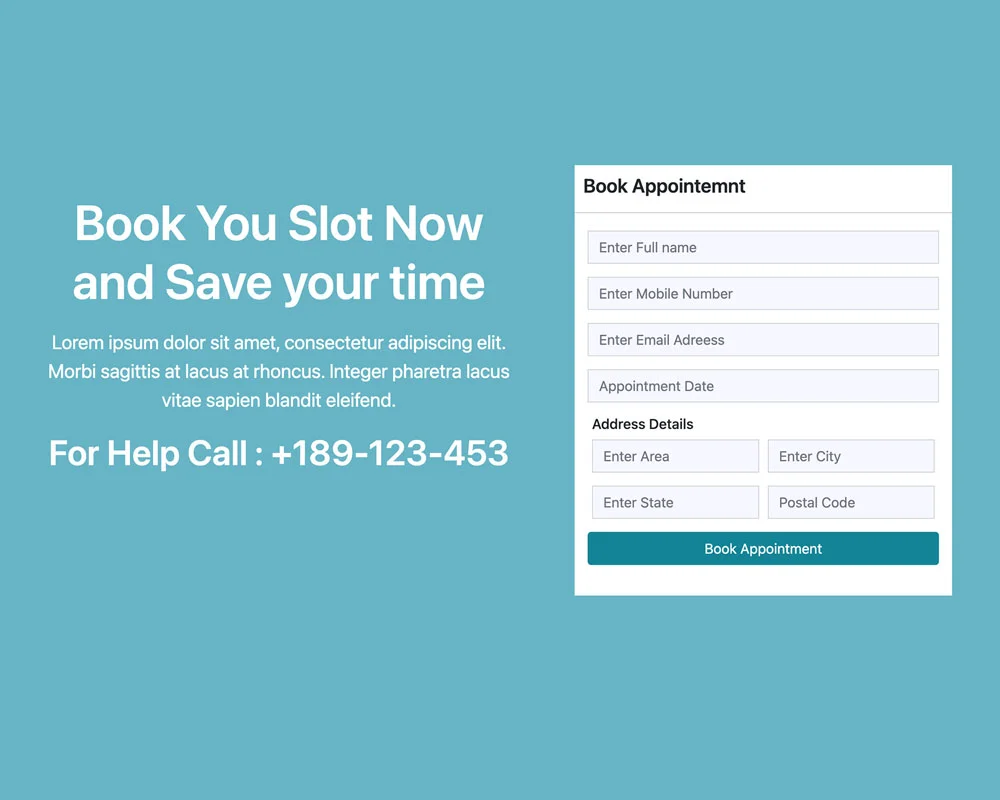 Book You Slot Now
and Save your time
Lorem ipsum dolor sit amet, consectetur adipiscing elit.
Morbi sagittis at lacus at rhoncus. Integer pharetra lacus
vitae sapien blandit eleifend.
For Help Call : +189-123-453
Book Appointemnt
Enter Full name
Enter Mobile Number
Enter Email Adreess
Appointment Date
Address Details
Enter Area
Enter City
Enter State
Postal Code
Book Appointment